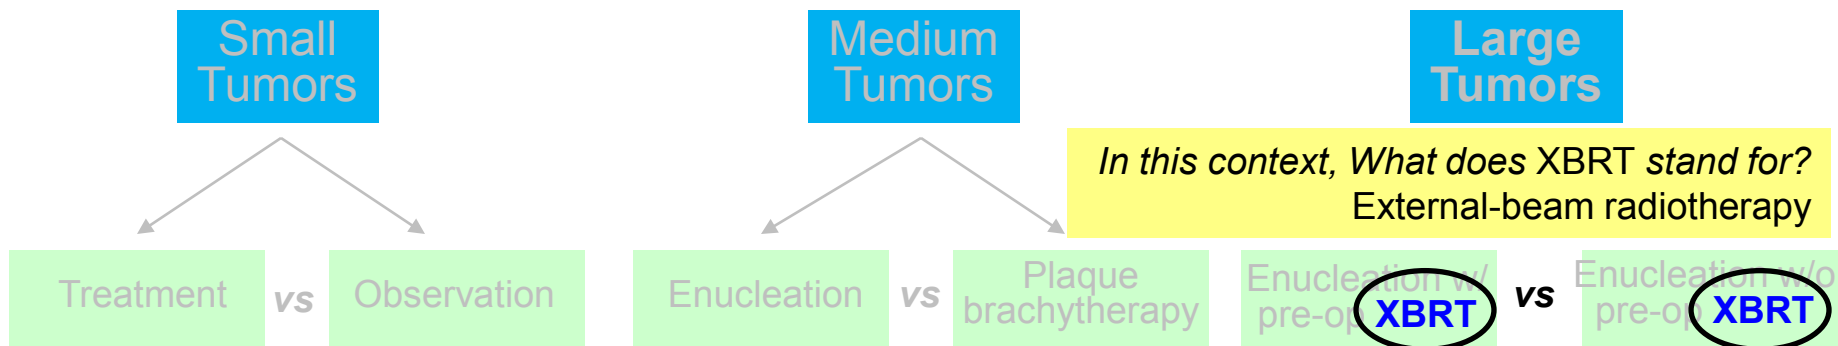 Small
Tumors
Medium
Tumors
Large
Tumors
In this context, What does XBRT stand for?
External-beam radiotherapy
Treatment
vs
Observation
Enucleation
vs
Plaque
brachytherapy
Enucleation w/
pre-op XBRT
vs
Enucleation w/o
pre-op XBRT